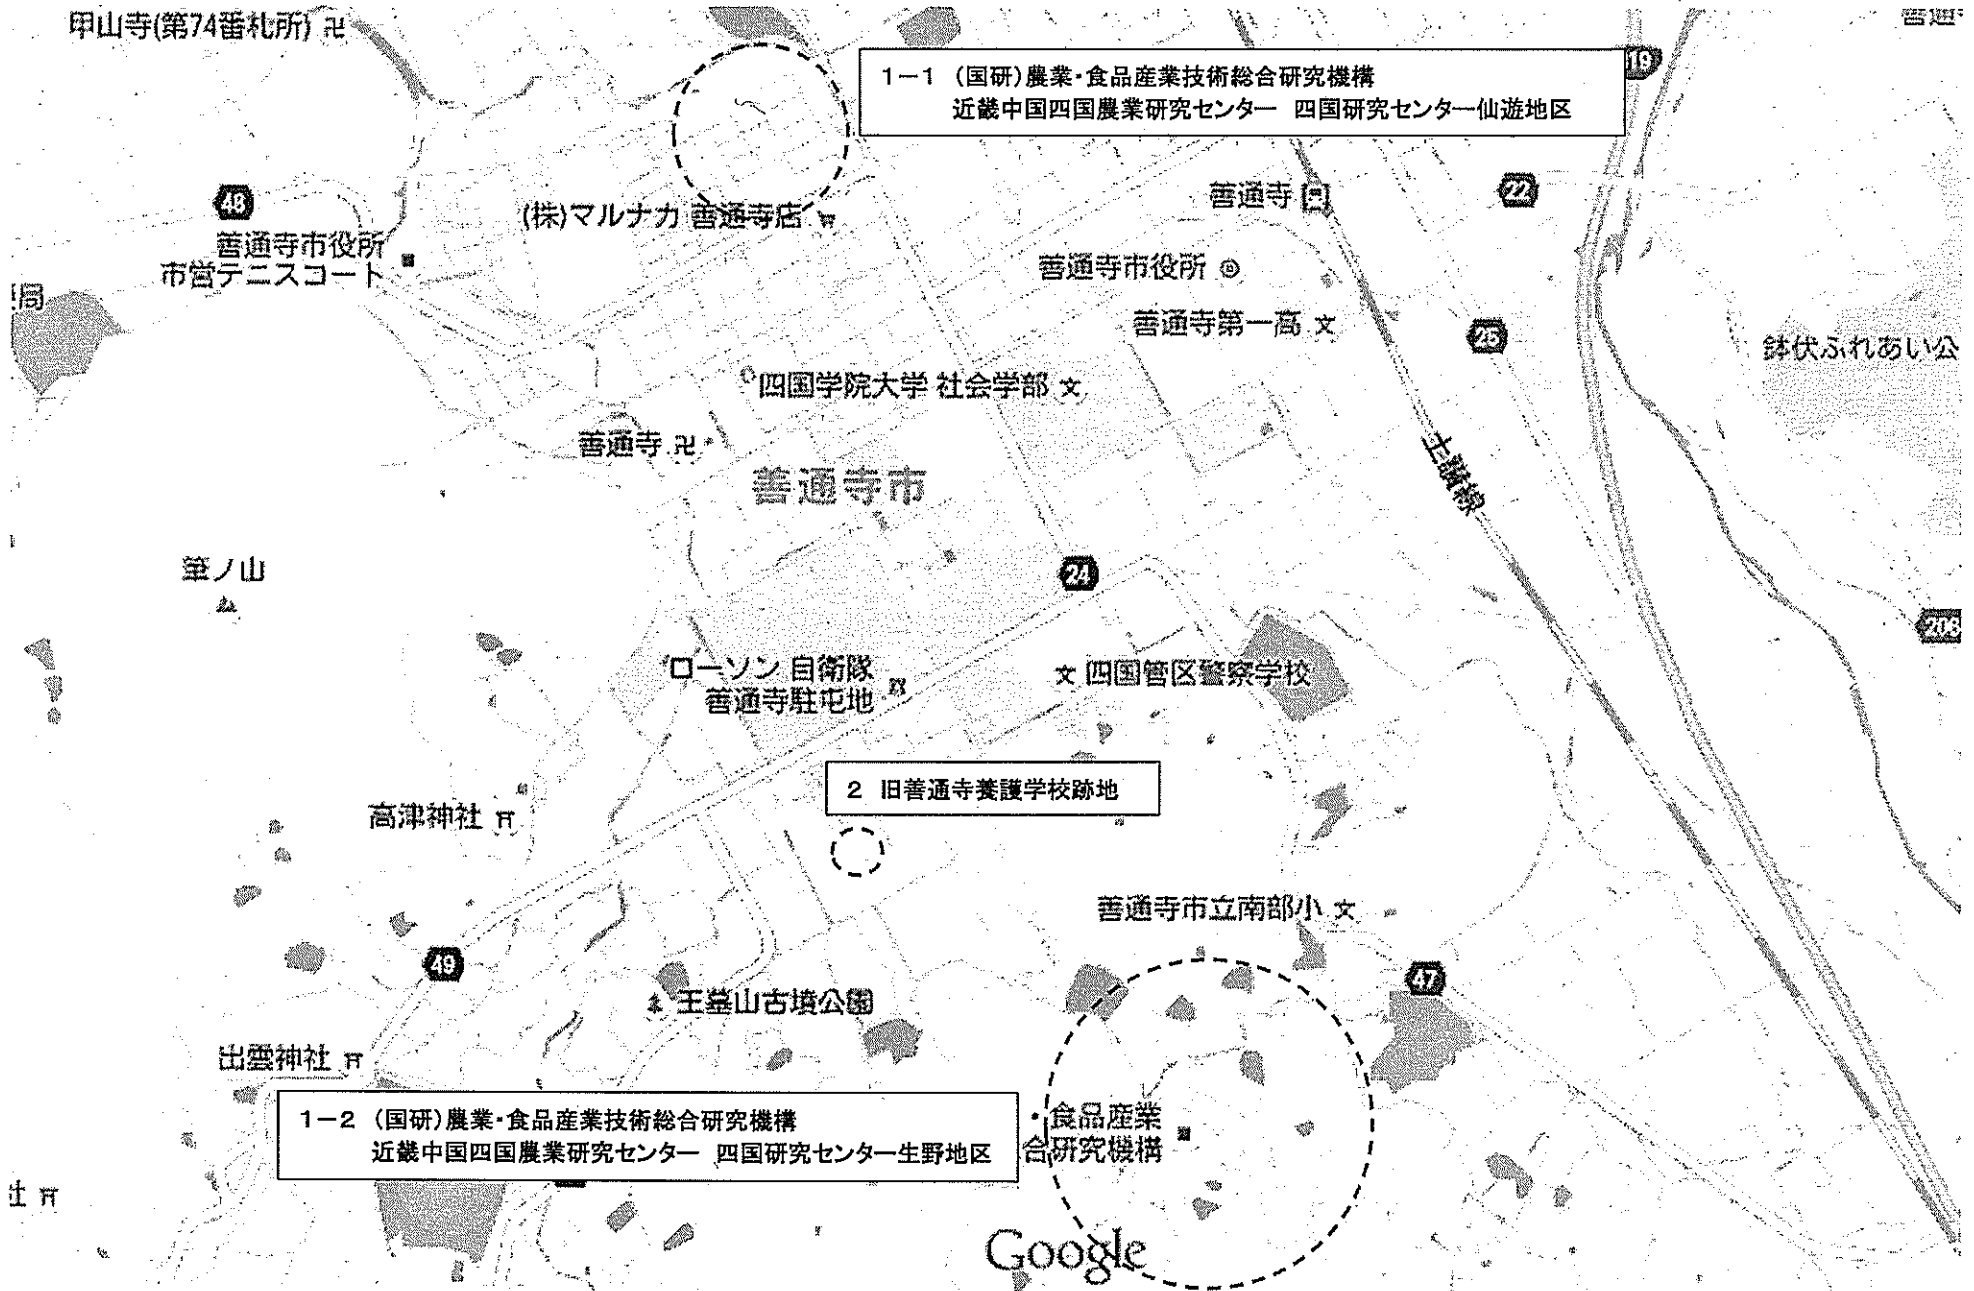 甲山寺(第74番札所)
善通寺
1－1 (国研)農業・食品産業技術総合研究機構
近畿中国四国農業研究センター 四国研究センター仙遊地区
19
48
(株)マルナカ 善通寺店
善通寺
22
善通寺市役所
市営テニスコート
善通寺市役所
局
善通寺第一高 文
25
鉢伏ふれあい公
四国学院大学 社会学部 文
善通寺
土讃線
善通寺市
筆ノ山
24
208
ローソン 自衛隊
善通寺駐屯地
文 四国管区警察学校
2 旧善通寺養護学校跡地
高津神社
善通寺市立南部小 文
49
47
王墓山古墳公園
出雲神社
1－2 (国研)農業・食品産業技術総合研究機構
近畿中国四国農業研究センター 四国研究センター生野地区
・食品産業
合研究機構
社
Google